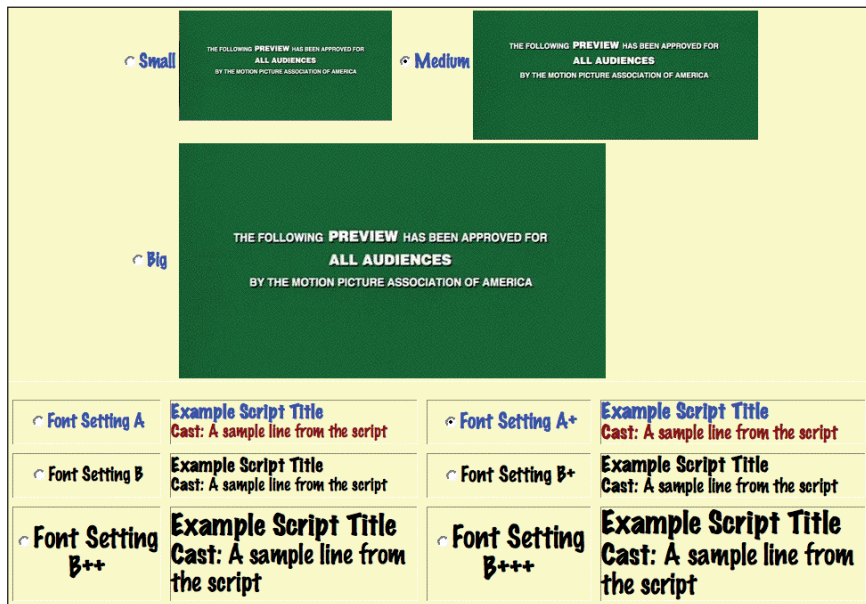 Small
THE FOLLOWING PREVIEW HAS BEEN APPROVED FOR
ALL AUDIENCES
BY THE MOTION PICTURE ASSOCIATION OF AMERICA
Medium
THE FOLLOWING PREVIEW HAS BEEN APPROVED FOR
ALL AUDIENCES
BY THE MOTION PICTURE ASSOCIATION OF AMERICA
Big
THE FOLLOWING PREVIEW HAS BEEN APPROVED FOR
ALL AUDIENCES
BY THE MOTION PICTURE ASSOCIATION OF AMERICA
Font Setting A
Example Script Title
Cast: A sample line from the script
Font Setting A+
Example Script Title
Cast: A sample line from the script
Font Setting B
Example Script Title
Cast: A sample line from the script
Font Setting B+
Example Script Title
Cast: A sample line from the script
Font Setting
B++
Example Script Title
Cast: A sample line from
the script
Font Setting
B+++
Example Script Title
Cast: A sample line from
the script